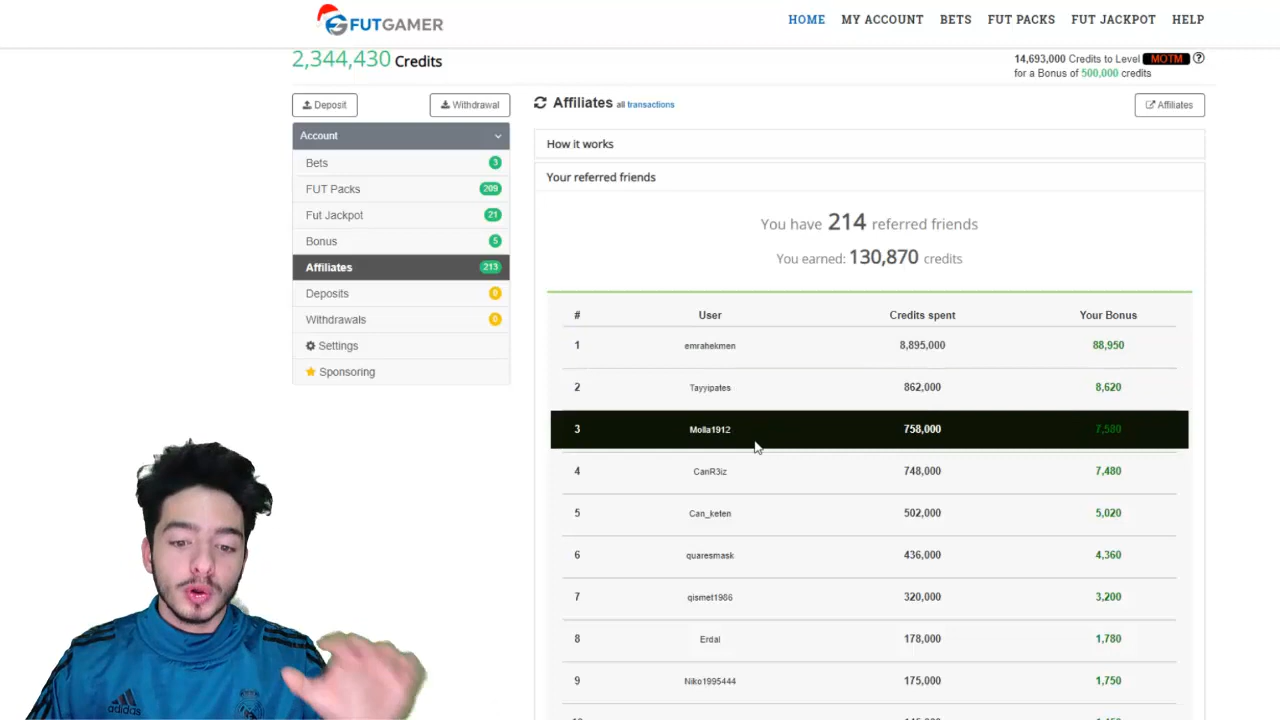 FUTGAMER
HOME MY ACCOUNT BETS FUT PACKS FUT JACKPOT HELP
2,344,430 Credits
14,693,000 Credits to Level MOTM ?
for a Bonus of 500,000 credits
Deposit Withdrawal
Affiliates all transactions
Affiliates
Account
Bets 3
FUT Packs 209
Fut Jackpot 21
Bonus 5
Affiliates 213
Deposits 0
Withdrawals 0
Settings
Sponsoring
How it works
Your referred friends
You have 214 referred friends
You earned: 130,870 credits
# User Credits spent Your Bonus
1 emrahekmen 8,895,000 88,950
2 Tayyipates 862,000 8,620
3 Molla1912 758,000 7,580
4 CanR3iz 748,000 7,480
5 Can_keten 502,000 5,020
6 quaresmask 436,000 4,360
7 qismet1986 320,000 3,200
8 Erdal 178,000 1,780
9 Niko1995444 175,000 1,750
adidas